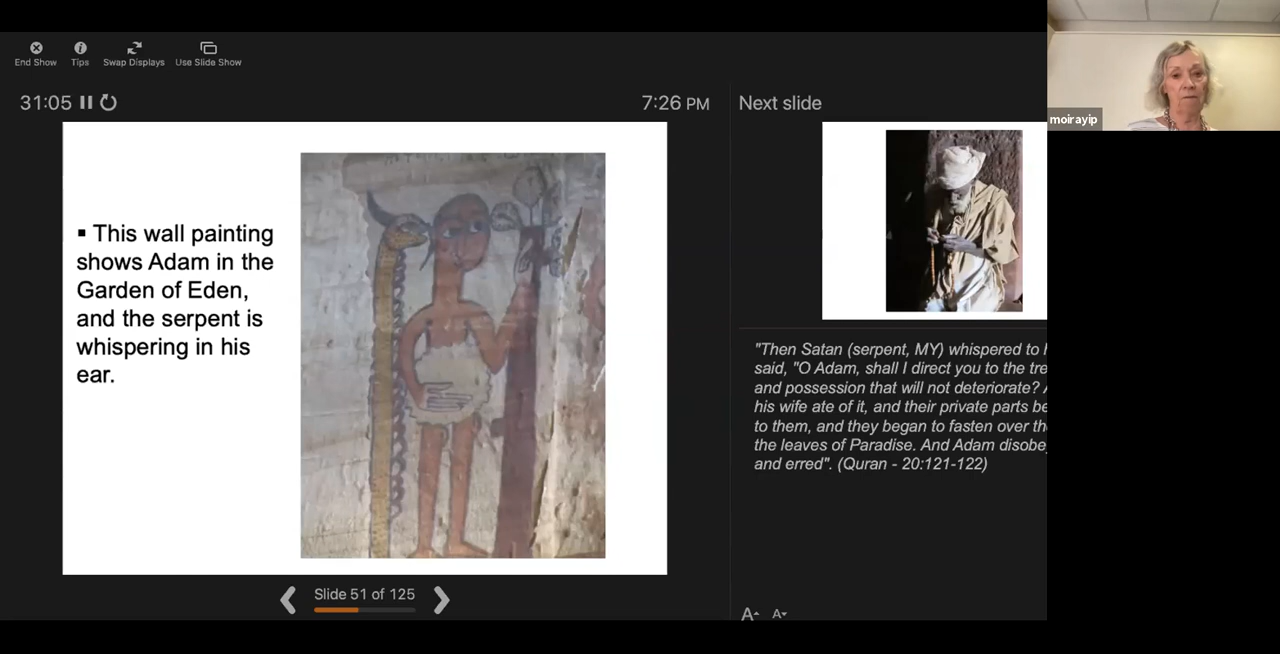 End Show
Tips
Swap Displays
Use Slide Show
31:05
7:26 PM
Next slide
moirayip
▪ This wall painting
shows Adam in the
Garden of Eden,
and the serpent is
whispering in his
ear.
"Then Satan (serpent, MY) whispered to
said, "O Adam, shall I direct you to the
and possession that will not deteriorate?
his wife ate of it, and their private parts
to them, and they began to fasten over
the leaves of Paradise. And Adam
and erred". (Quran - 20:121-122)
Slide 51 of 125
A A